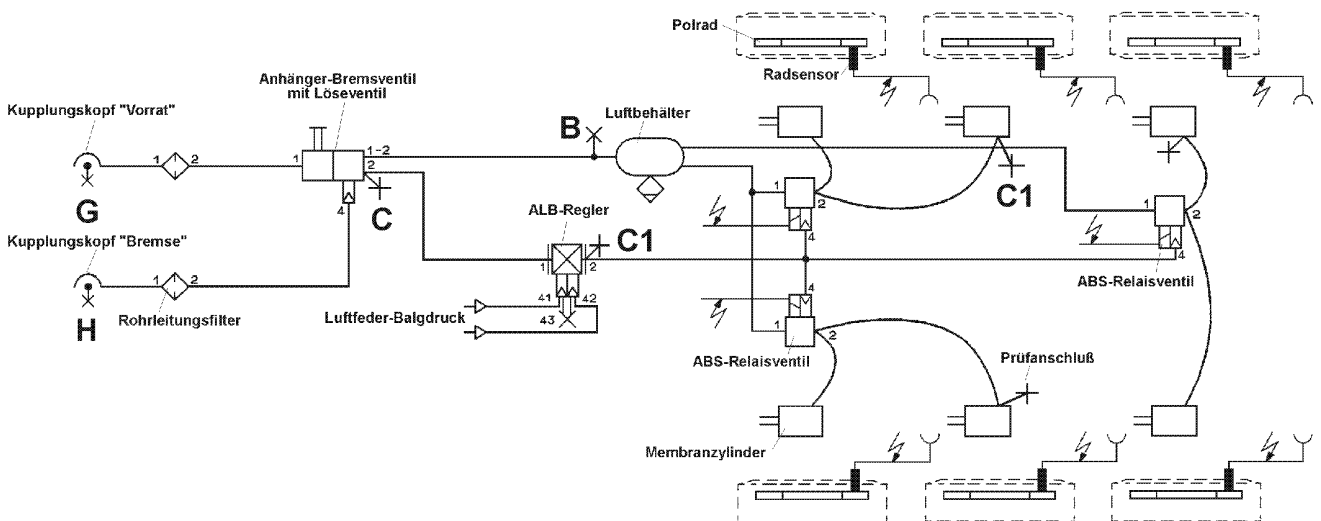 Polrad
Radsensor
Anhänger-Bremsventil
mit Löseventil
Kupplungskopf "Vorrat"
Luftbehälter
B
1
2
1
1-2
2
4
G
C
ALB-Regler
C1
C1
1
2
4
1
2
4
Kupplungskopf "Bremse"
1
2
1
2
H
Rohrleitungsfilter
41
42
43
Luftfeder-Balgdruck
4
1
2
ABS-Relaisventil
ABS-Relaisventil
Prüfanschluß
Membranzylinder